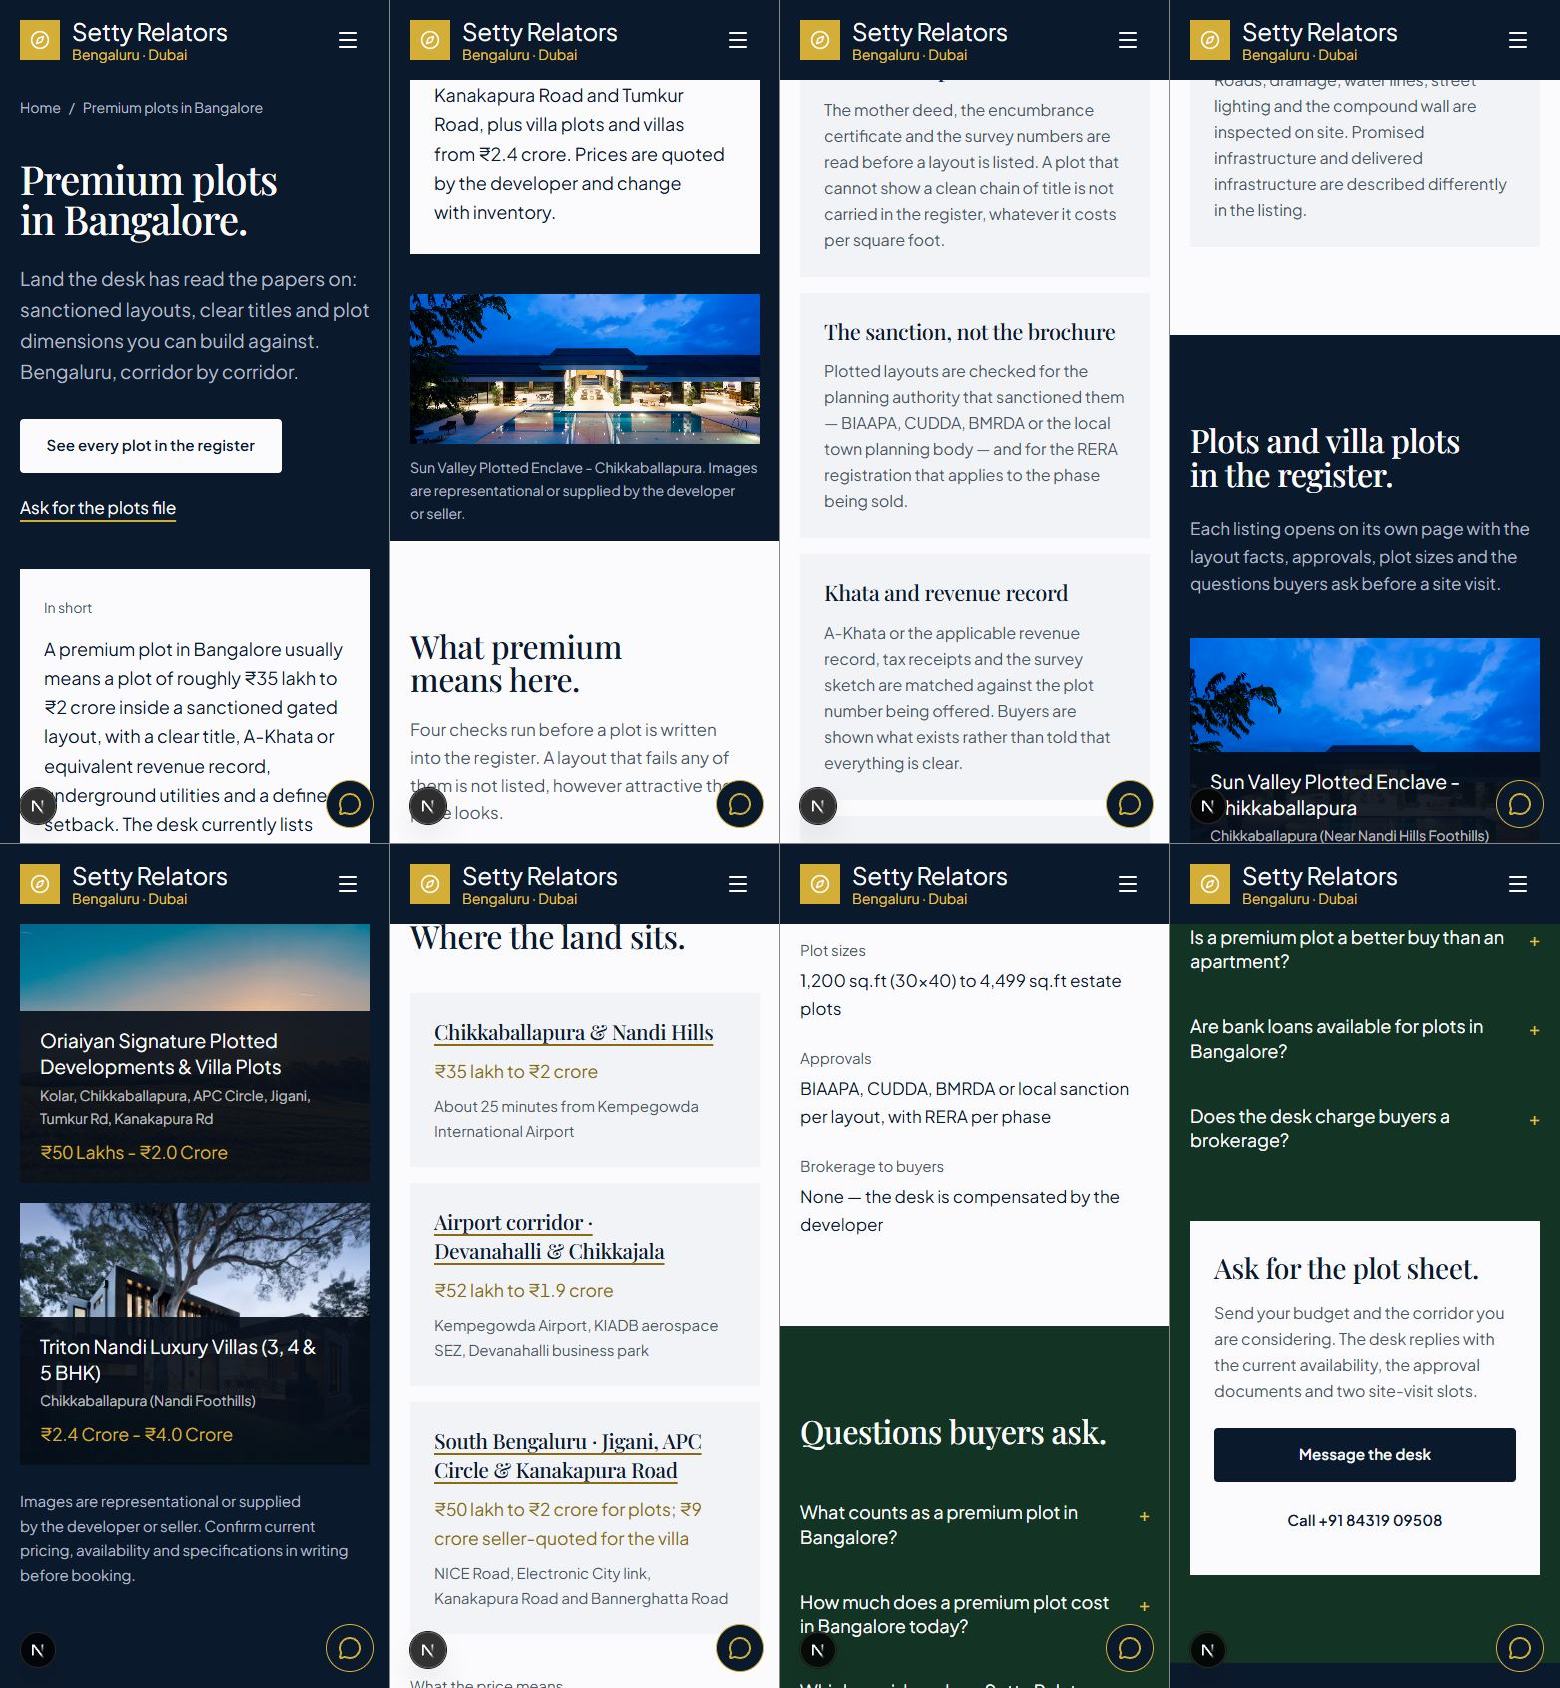 Setty Relators
Bengaluru · Dubai
Home / Premium plots in Bangalore
Premium plots
in Bangalore.
Land the desk has read the papers on:
sanctioned layouts, clear titles and plot
dimensions you can build against.
Bengaluru, corridor by corridor.
See every plot in the register
Ask for the plots file
In short
A premium plot in Bangalore usually
means a plot of roughly ₹35 lakh to
₹2 crore inside a sanctioned gated
layout, with a clear title, A-Khata or
equivalent revenue record,
underground utilities and a define
setback. The desk currently lists
N
Setty Relators
Bengaluru · Dubai
Kanakapura Road and Tumkur
Road, plus villa plots and villas
from ₹2.4 crore. Prices are quoted
by the developer and change
with inventory.
Sun Valley Plotted Enclave - Chikkaballapura. Images
are representational or supplied by the developer
or seller.
What premium
means here.
Four checks run before a plot is written
into the register. A layout that fails any of
them is not listed, however attractive the
looks.
N
Setty Relators
Bengaluru · Dubai
The mother deed, the encumbrance
certificate and the survey numbers are
read before a layout is listed. A plot that
cannot show a clean chain of title is not
carried in the register, whatever it costs
per square foot.
The sanction, not the brochure
Plotted layouts are checked for the
planning authority that sanctioned them
— BIAAPA, CUDDA, BMRDA or the local
town planning body — and for the RERA
registration that applies to the phase
being sold.
Khata and revenue record
A-Khata or the applicable revenue
record, tax receipts and the survey
sketch are matched against the plot
number being offered. Buyers are
shown what exists rather than told that
everything is clear.
N
Setty Relators
Bengaluru · Dubai
Roads, drainage, water lines, street
lighting and the compound wall are
inspected on site. Promised
infrastructure and delivered
infrastructure are described differently
in the listing.
Plots and villa plots
in the register.
Each listing opens on its own page with the
layout facts, approvals, plot sizes and the
questions buyers ask before a site visit.
Sun Valley Plotted Enclave -
Chikkaballapura
Chikkaballapura (Near Nandi Hills Foothills)
N
Setty Relators
Bengaluru · Dubai
Oriaiyan Signature Plotted
Developments & Villa Plots
Kolar, Chikkaballapura, APC Circle, Jigani,
Tumkur Rd, Kanakapura Rd
₹50 Lakhs - ₹2.0 Crore
Triton Nandi Luxury Villas (3, 4 &
5 BHK)
Chikkaballapura (Nandi Foothills)
₹2.4 Crore - ₹4.0 Crore
Images are representational or supplied
by the developer or seller. Confirm current
pricing, availability and specifications in writing
before booking.
N
Setty Relators
Bengaluru · Dubai
Where the land sits.
Chikkaballapura & Nandi Hills
₹35 lakh to ₹2 crore
About 25 minutes from Kempegowda
International Airport
Airport corridor ·
Devanahalli & Chikkajala
₹52 lakh to ₹1.9 crore
Kempegowda Airport, KIADB aerospace
SEZ, Devanahalli business park
South Bengaluru · Jigani, APC
Circle & Kanakapura Road
₹50 lakh to ₹2 crore for plots; ₹9
crore seller-quoted for the villa
NICE Road, Electronic City link,
Kanakapura Road and Bannerghatta Road
What the price means
N
Setty Relators
Bengaluru · Dubai
Plot sizes
1,200 sq.ft (30×40) to 4,499 sq.ft estate
plots
Approvals
BIAAPA, CUDDA, BMRDA or local sanction
per layout, with RERA per phase
Brokerage to buyers
None — the desk is compensated by the
developer
Questions buyers ask.
What counts as a premium plot in
Bangalore?
+
How much does a premium plot cost
in Bangalore today?
+
N
Setty Relators
Bengaluru · Dubai
Is a premium plot a better buy than an
apartment?
+
Are bank loans available for plots in
Bangalore?
+
Does the desk charge buyers a
brokerage?
+
Ask for the plot sheet.
Send your budget and the corridor you
are considering. The desk replies with
the current availability, the approval
documents and two site-visit slots.
Message the desk
Call +91 84319 09508
N